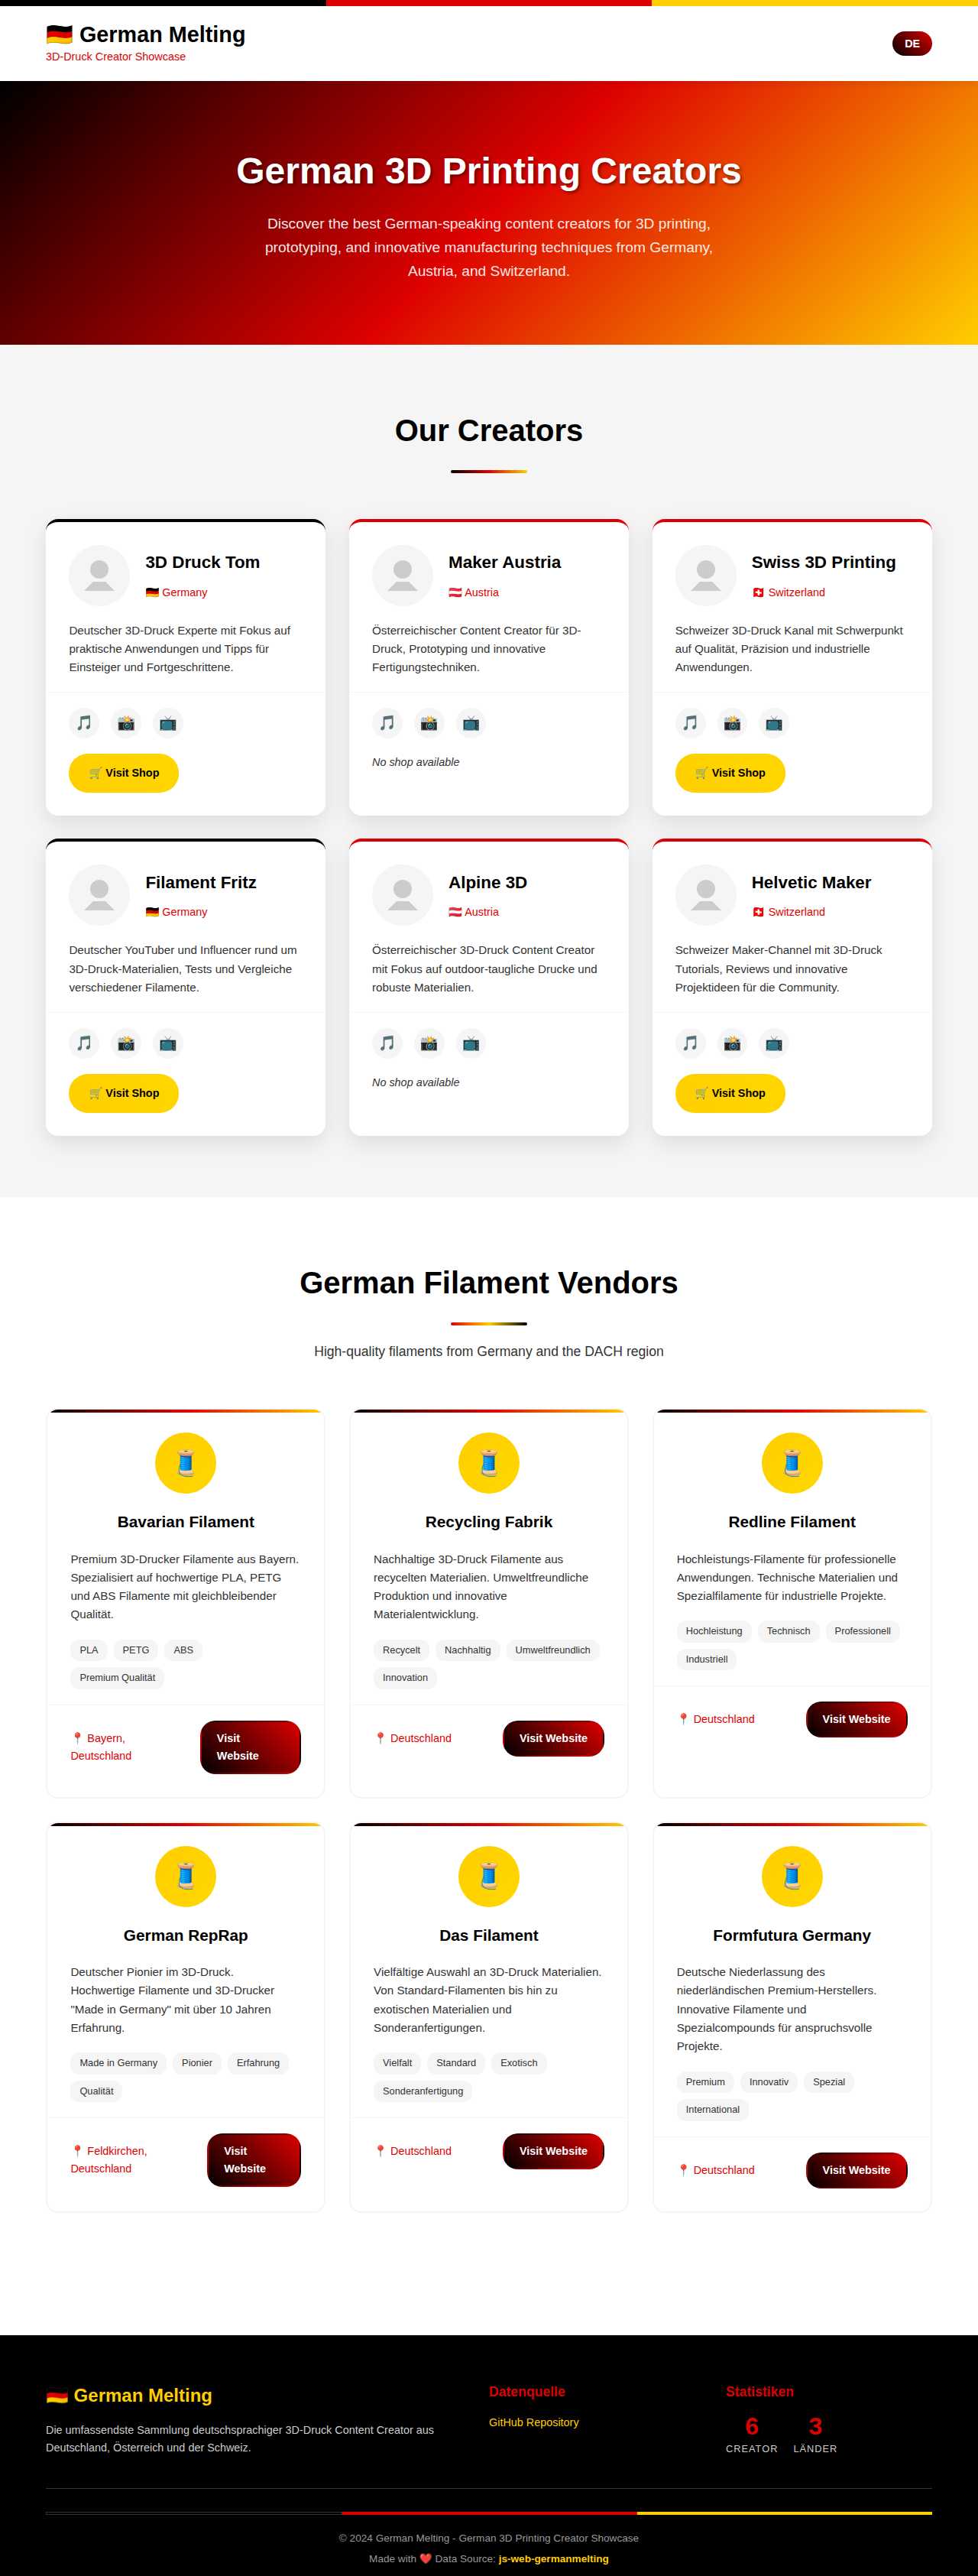 German Melting
3D-Druck Creator Showcase
DE
German 3D Printing Creators
Discover the best German-speaking content creators for 3D printing,
prototyping, and innovative manufacturing techniques from Germany,
Austria, and Switzerland.
Our Creators
3D Druck Tom
Germany
Deutscher 3D-Druck Experte mit Fokus auf
praktische Anwendungen und Tipps für
Einsteiger und Fortgeschrittene.
Visit Shop
Maker Austria
Austria
Österreichischer Content Creator für 3D-
Druck, Prototyping und innovative
Fertigungstechniken.
No shop available
Swiss 3D Printing
Switzerland
Schweizer 3D-Druck Kanal mit Schwerpunkt
auf Qualität, Präzision und industrielle
Anwendungen.
Visit Shop
Filament Fritz
Germany
Deutscher YouTuber und Influencer rund um
3D-Druck-Materialien, Tests und Vergleiche
verschiedener Filamente.
Visit Shop
Alpine 3D
Austria
Österreichischer 3D-Druck Content Creator
mit Fokus auf outdoor-taugliche Drucke und
robuste Materialien.
No shop available
Helvetic Maker
Switzerland
Schweizer Maker-Channel mit 3D-Druck
Tutorials, Reviews und innovative
Projektideen für die Community.
Visit Shop
German Filament Vendors
High-quality filaments from Germany and the DACH region
Bavarian Filament
Premium 3D-Drucker Filamente aus Bayern.
Spezialisiert auf hochwertige PLA, PETG
und ABS Filamente mit gleichbleibender
Qualität.
PLA PETG ABS
Premium Qualität
Bayern,
Deutschland
Visit
Website
Recycling Fabrik
Nachhaltige 3D-Druck Filamente aus
recycelten Materialien. Umweltfreundliche
Produktion und innovative
Materialentwicklung.
Recycelt Nachhaltig Umweltfreundlich
Innovation
Deutschland
Visit Website
Redline Filament
Hochleistungs-Filamente für professionelle
Anwendungen. Technische Materialien und
Spezialfilamente für industrielle Projekte.
Hochleistung Technisch Professionell
Industriell
Deutschland
Visit Website
German RepRap
Deutscher Pionier im 3D-Druck.
Hochwertige Filamente und 3D-Drucker
"Made in Germany" mit über 10 Jahren
Erfahrung.
Made in Germany Pionier Erfahrung
Qualität
Feldkirchen,
Deutschland
Visit
Website
Das Filament
Vielfältige Auswahl an 3D-Druck Materialien.
Von Standard-Filamenten bis hin zu
exotischen Materialien und
Sonderanfertigungen.
Vielfalt Standard Exotisch
Sonderanfertigung
Deutschland
Visit Website
Formfutura Germany
Deutsche Niederlassung des
niederländischen Premium-Herstellers.
Innovative Filamente und
Spezialcompounds für anspruchsvolle
Projekte.
Premium Innovativ Spezial
International
Deutschland
Visit Website
German Melting
Die umfassendste Sammlung deutschsprachiger 3D-Druck Content Creator aus
Deutschland, Österreich und der Schweiz.
Datenquelle
GitHub Repository
Statistiken
6 3
CREATOR LÄNDER
© 2024 German Melting - German 3D Printing Creator Showcase
Made with ❤️ Data Source: js-web-germanmelting